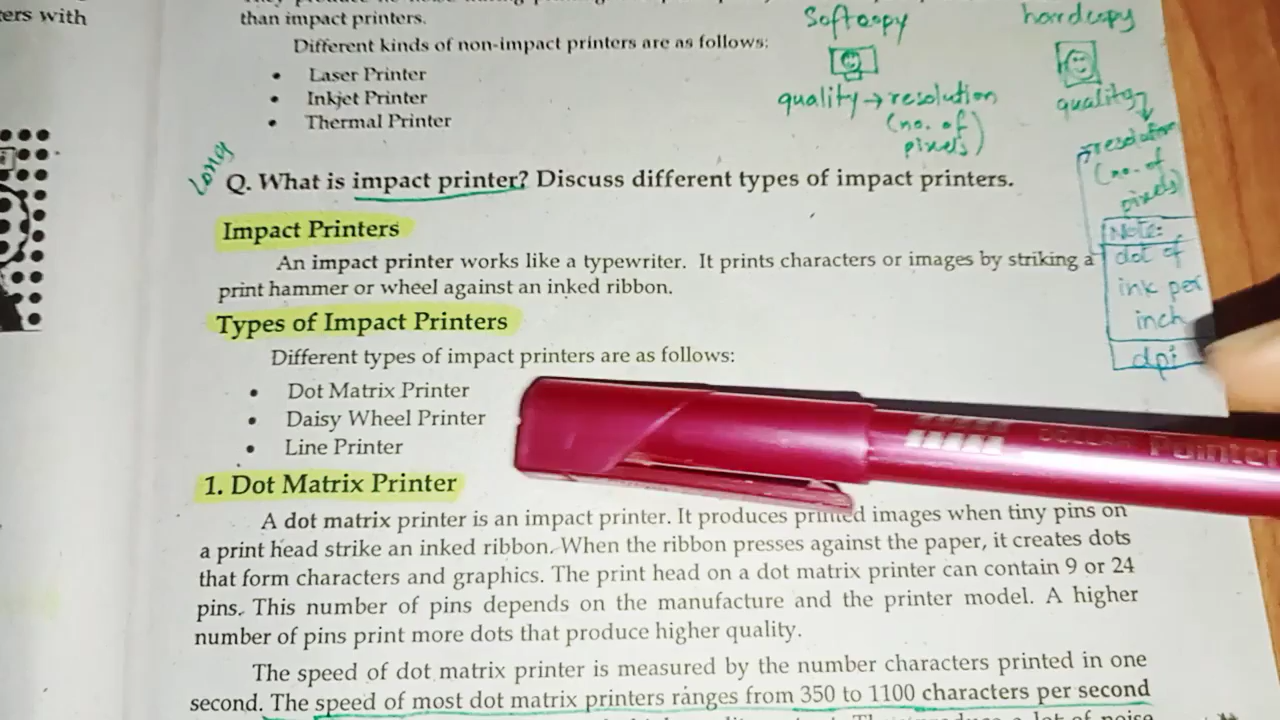 ers with
than impact printers.
Different kinds of non-impact printers are as follows:
• Laser Printer
• Inkjet Printer
• Thermal Printer
Softcopy
quality → resolution
(no. of
pixels)
hardcopy
quality
resolution
(no. of
pixels)
Note:
dot of
ink per
inch
dpi
Long
Q. What is impact printer? Discuss different types of impact printers.
Impact Printers
An impact printer works like a typewriter. It prints characters or images by striking a
print hammer or wheel against an inked ribbon.
Types of Impact Printers
Different types of impact printers are as follows:
• Dot Matrix Printer
• Daisy Wheel Printer
• Line Printer
DOLLAR Pointer
1. Dot Matrix Printer
A dot matrix printer is an impact printer. It produces printed images when tiny pins on
a print head strike an inked ribbon. When the ribbon presses against the paper, it creates dots
that form characters and graphics. The print head on a dot matrix printer can contain 9 or 24
pins. This number of pins depends on the manufacture and the printer model. A higher
number of pins print more dots that produce higher quality.
The speed of dot matrix printer is measured by the number characters printed in one
second. The speed of most dot matrix printers ranges from 350 to 1100 characters per second